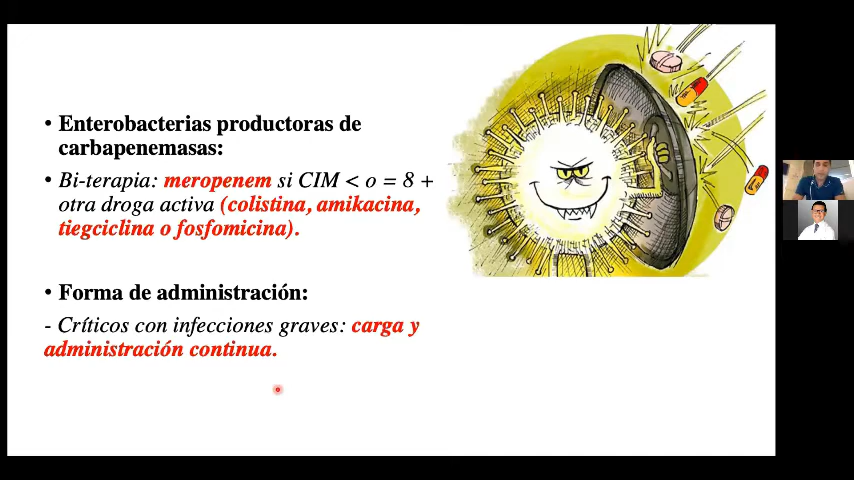 • Enterobacterias productoras de
carbapenemasas:
• Bi-terapia: meropenem si CIM < o = 8 +
otra droga activa (colistina, amikacina,
tiegciclina o fosfomicina).
• Forma de administración:
- Críticos con infecciones graves: carga y
administración continua.